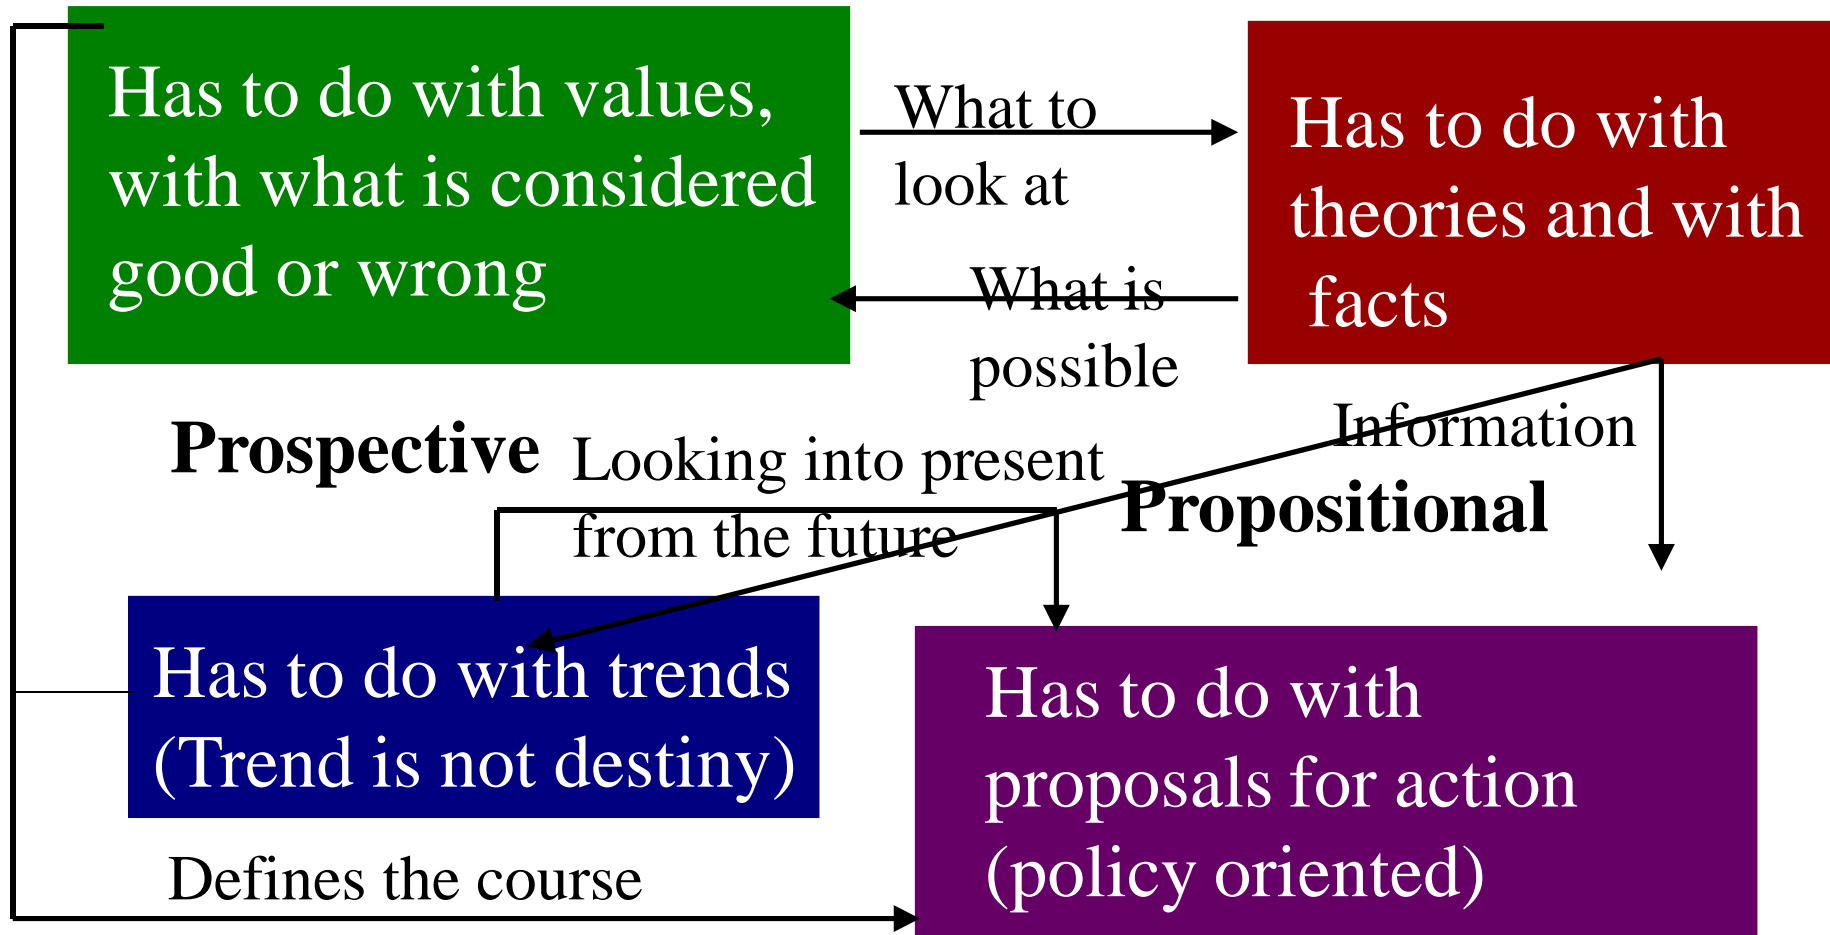 Has to do with values,
with what is considered
good or wrong
What to
look at
Has to do with
theories and with
facts
What is
possible
Information
Prospective
Looking into present
from the future
Propositional
Has to do with trends
(Trend is not destiny)
Has to do with
proposals for action
(policy oriented)
Defines the course